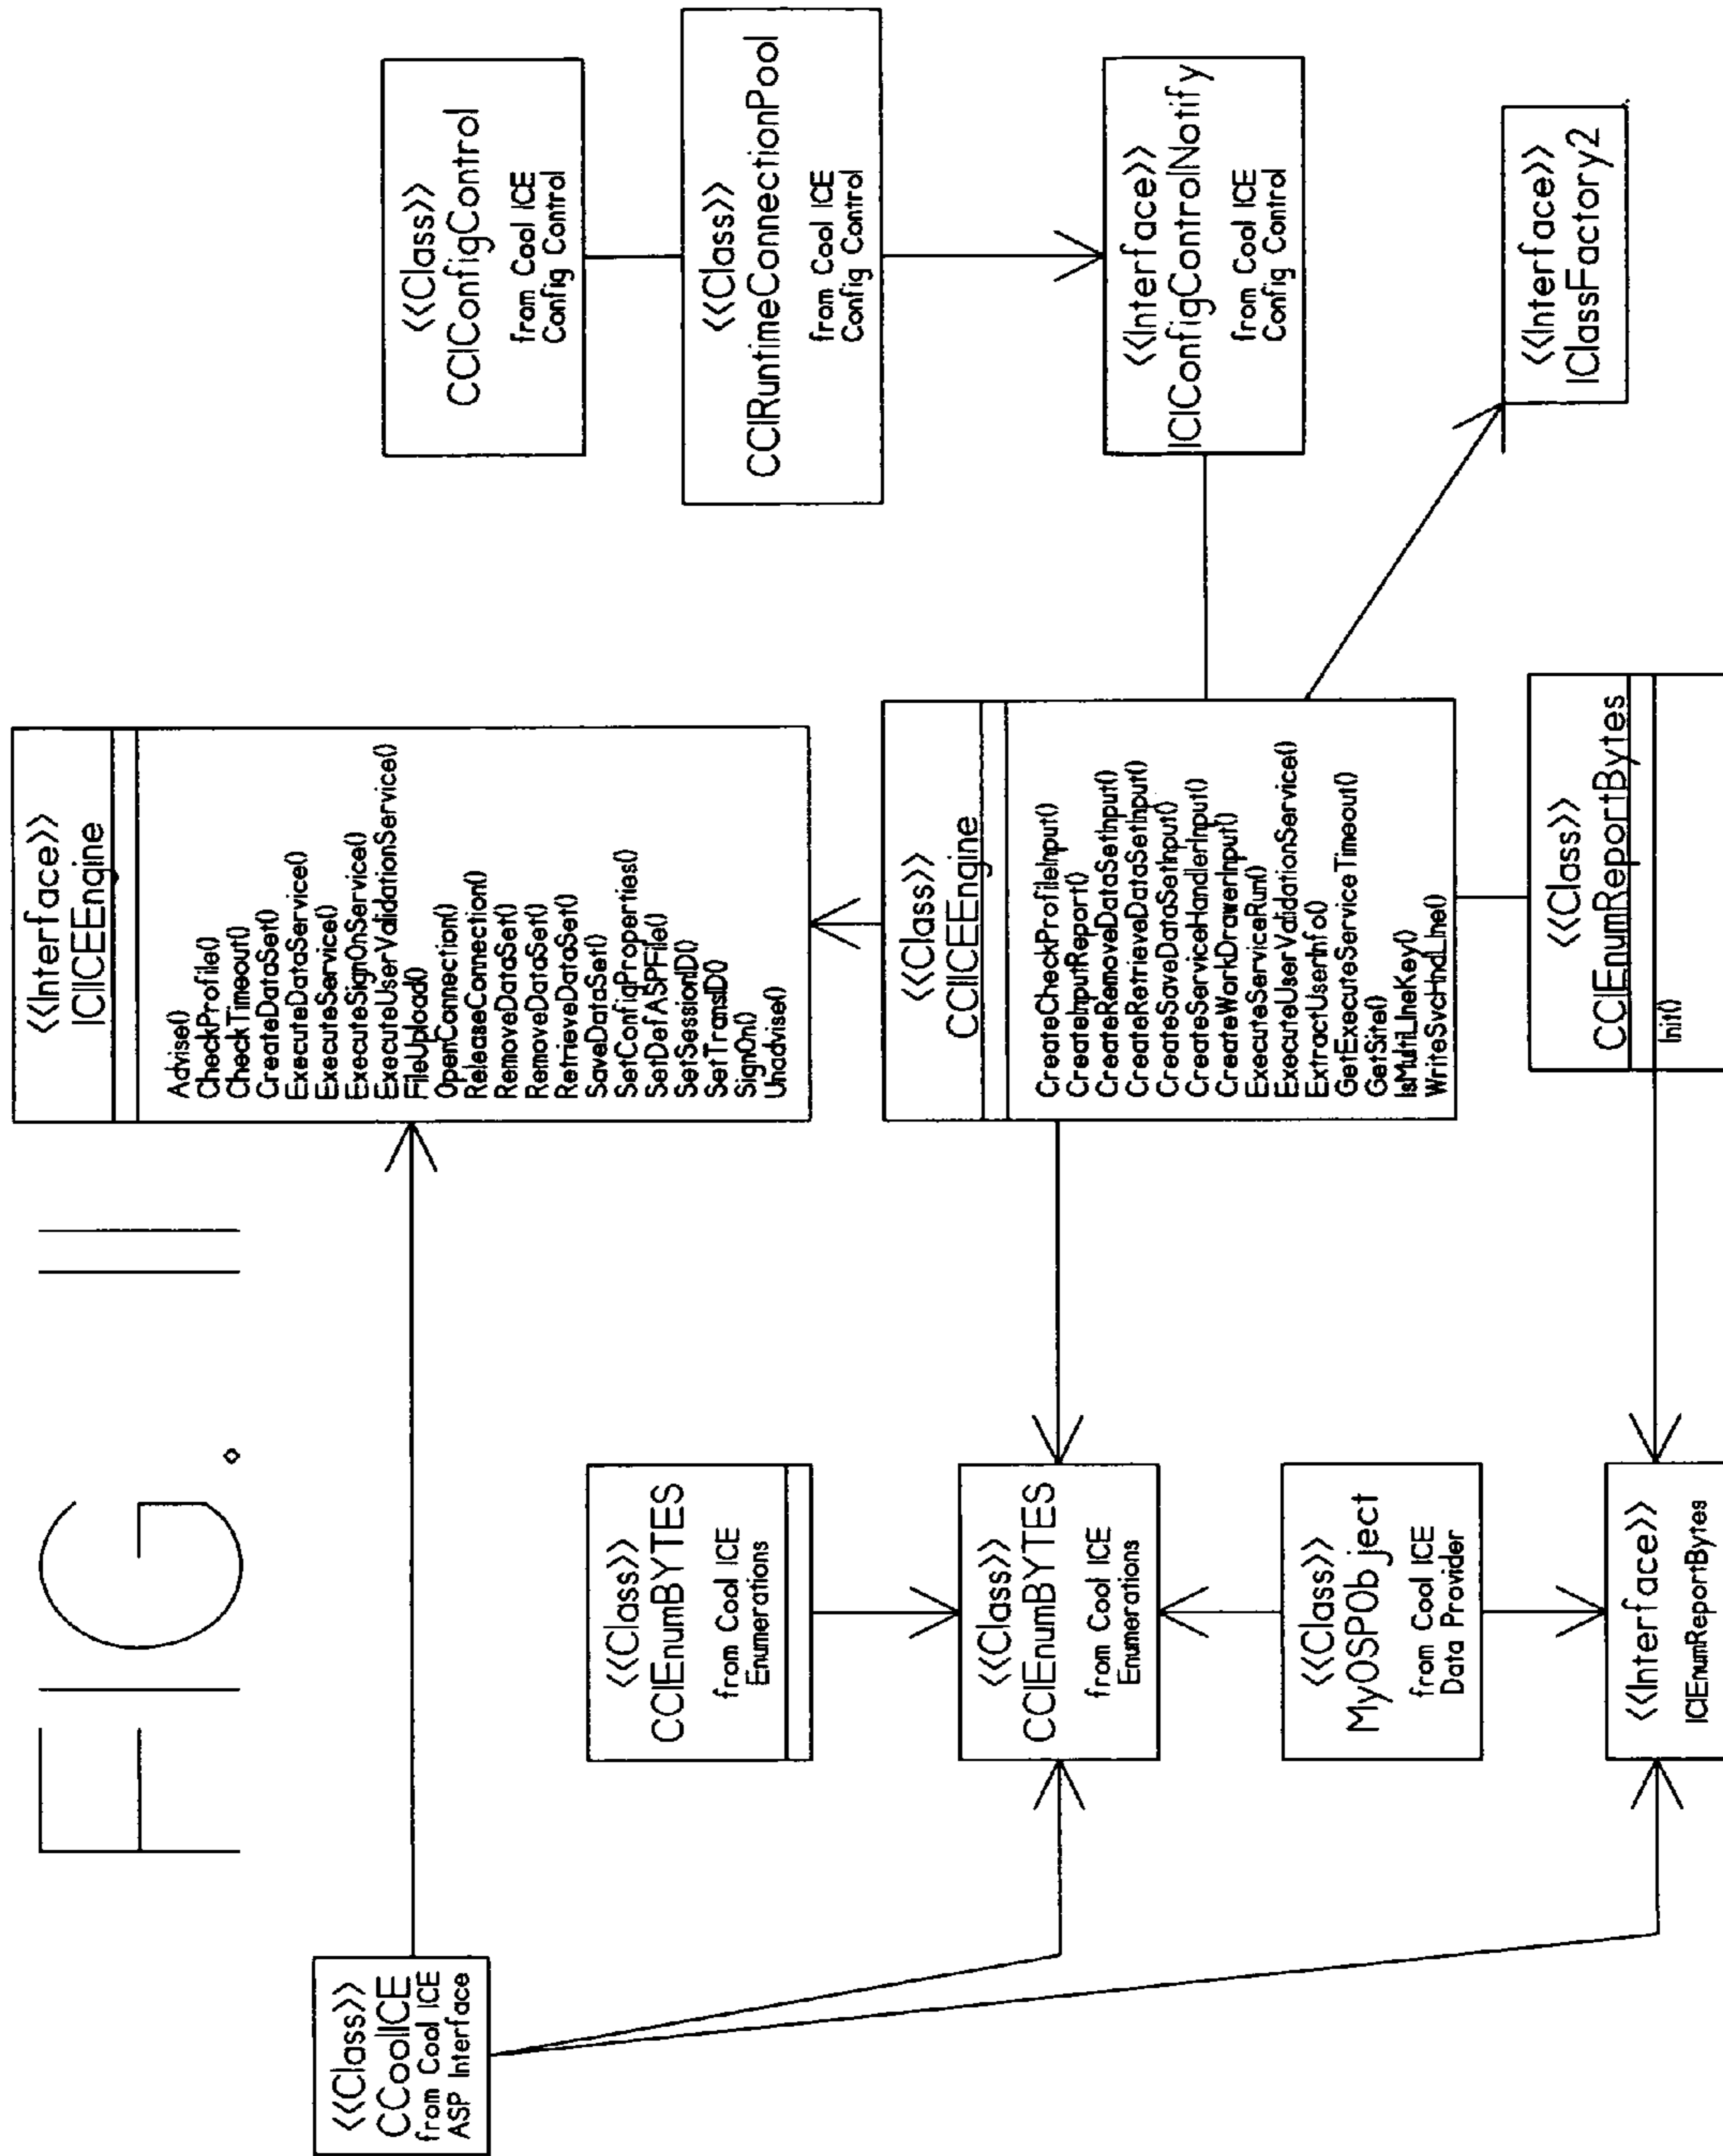 FIG. 11
<<Class>>
CCoolICE
from Cool ICE
ASP Interface
<<Interface>>
ICIICEEngine
Advise()
CheckProfile()
CheckTimeout()
CreateDataSet()
ExecuteDataService()
ExecuteService()
ExecuteSignOnService()
ExecuteUserValidationService()
FileUpload()
OpenConnection()
ReleaseConnection()
RemoveDataSet()
RemoveDataSet()
RetrieveDataSet()
SaveDataSet()
SetConfigProperties()
SetDefASPFile()
SetSessionID()
SetTransID()
SignOn()
Unadvise()
<<Class>>
CCIConfigControl
from Cool ICE
Config Control
<<Class>>
CCIRuntimeConnectionPool
from Cool ICE
Config Control
<<Class>>
CCIEnumBYTES
from Cool ICE
Enumerations
<<Class>>
CCIEnumBYTES
from Cool ICE
Enumerations
<<Class>>
CCIICEEngine
CreateCheckProfileInput()
CreateInputReport()
CreateRemoveDataSetInput()
CreateRetrieveDataSetInput()
CreateSaveDataSetInput()
CreateServiceHandlerInput()
CreateWorkDrawerInput()
ExecuteServiceRun()
ExecuteUserValidationService()
ExtractUserInfo()
GetExecuteServiceTimeout()
GetSite()
IsMutilLineKey()
WriteSvcHndLine()
<<Interface>>
ICIConfigControlNotify
from Cool ICE
Config Control
<<Class>>
MyOSPObject
from Cool ICE
Data Provider
<<Interface>>
ICIEnumReportBytes
<<Class>>
CCIEnumReportBytes
Init()
<<Interface>>
IClassFactory2